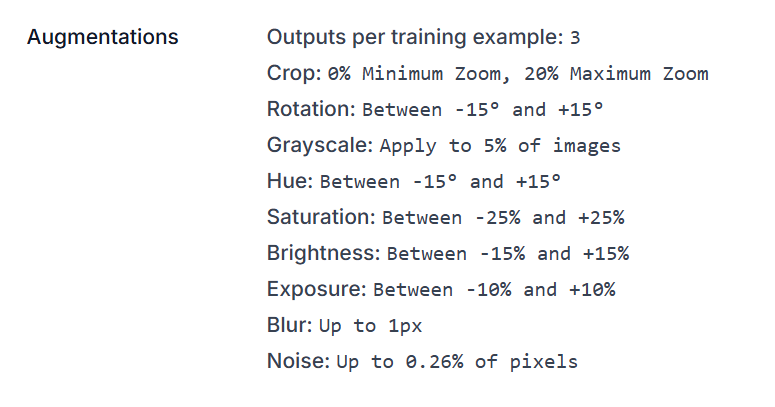 Augmentations
Outputs per training example: 3
Crop: 0% Minimum Zoom, 20% Maximum Zoom
Rotation: Between -15° and +15°
Grayscale: Apply to 5% of images
Hue: Between -15° and +15°
Saturation: Between -25% and +25%
Brightness: Between -15% and +15%
Exposure: Between -10% and +10%
Blur: Up to 1px
Noise: Up to 0.26% of pixels